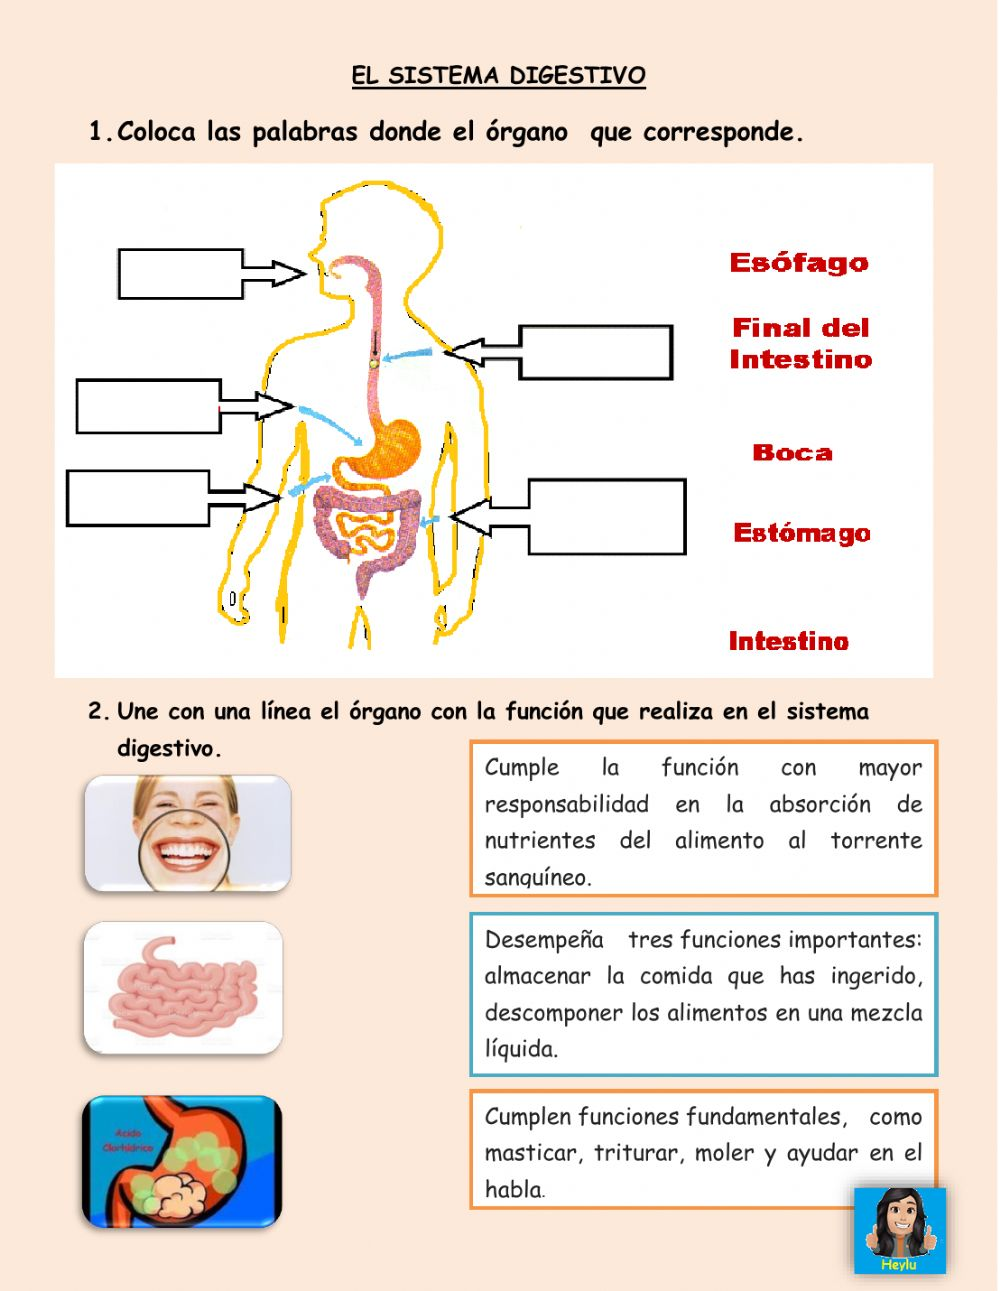 EL SISTEMA DIGESTIVO
1. Coloca las palabras donde el órgano que corresponde.
Esófago
Final del
Intestino
Boca
Estómago
Intestino
2. Une con una línea el órgano con la función que realiza en el sistema
digestivo.
Cumple la función con mayor
responsabilidad en la absorción de
nutrientes del alimento al torrente
sanguíneo.
Desempeña tres funciones importantes:
almacenar la comida que has ingerido,
descomponer los alimentos en una mezcla
líquida.
Acido
Clorhídrico
Cumplen funciones fundamentales, como
masticar, triturar, moler y ayudar en el
habla.
Heylu